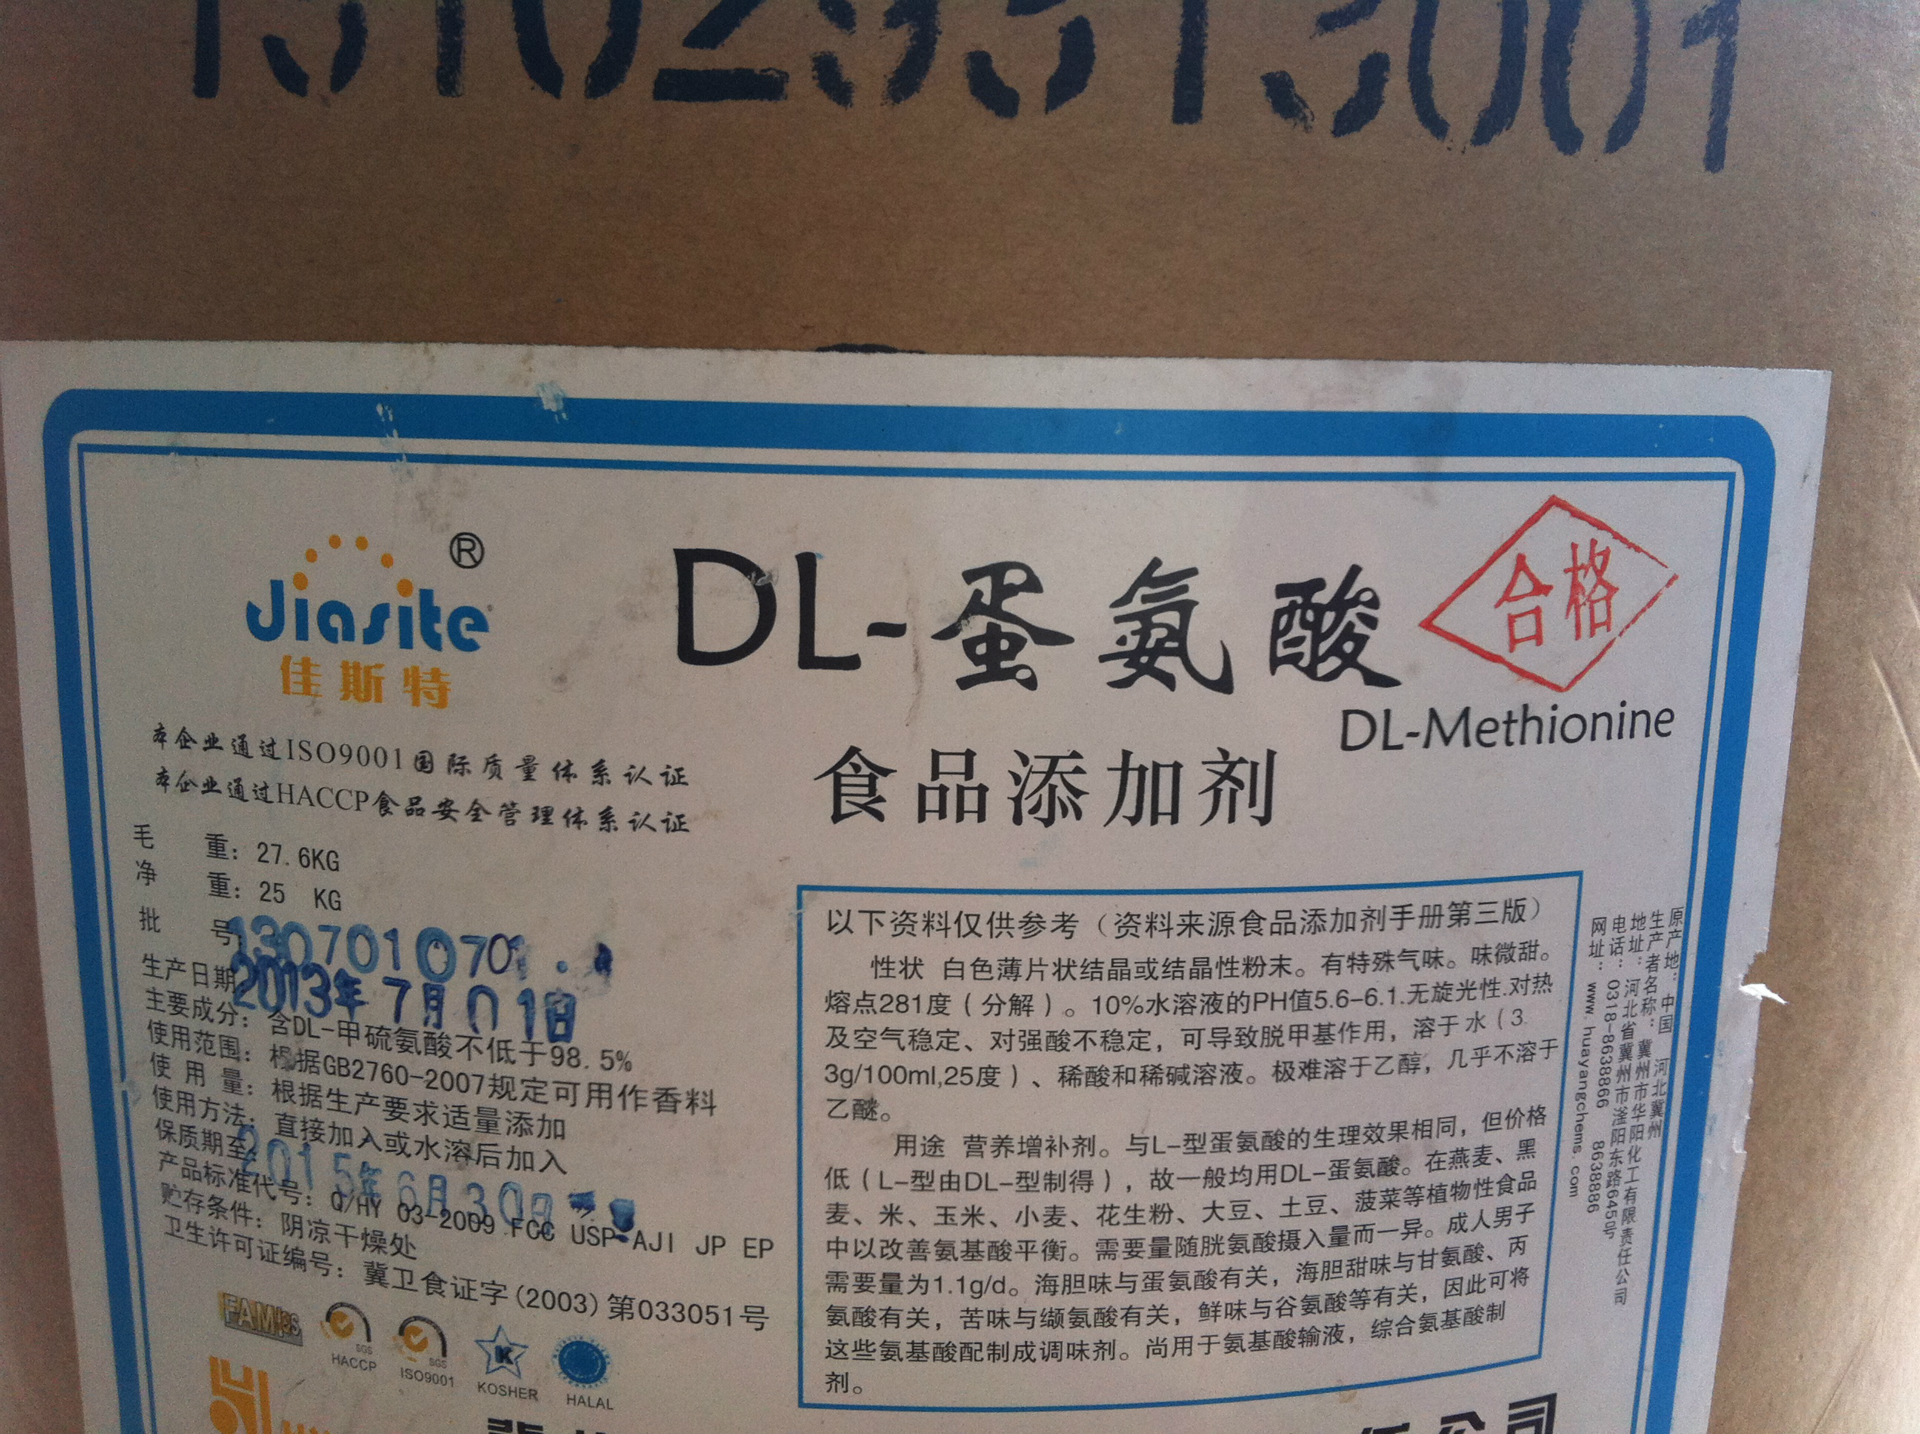 13102951 3001
Jiasite®
佳斯特
DL-蛋氨酸
合格
DL-Methionine
食品添加剂
本企业通过ISO9001国际质量体系认证
本企业通过HACCP食品安全管理体系认证
毛 重：27.6KG
净 重：25 KG
批 号：1307010701
生产日期：2013年7月01日
主要成分：含DL-甲硫氨酸不低于98.5%
使用范围：根据GB2760-2007规定可用作香料
使 用 量：根据生产要求适量添加
使用方法：直接加入或水溶后加入
保质期至：2015年6月30日
产品标准代号：Q/HY 03-2009 FCC USP AJI JP EP
贮存条件：阴凉干燥处
卫生许可证编号：冀卫食证字(2003)第033051号
以下资料仅供参考（资料来源食品添加剂手册第三版）
性状 白色薄片状结晶或结晶性粉末。有特殊气味。味微甜。
熔点281度（分解）。10%水溶液的PH值5.6-6.1.无旋光性.对热
及空气稳定、对强酸不稳定，可导致脱甲基作用，溶于水（3.
3g/100ml,25度）、稀酸和稀碱溶液。极难溶于乙醇，几乎不溶于
乙醚。
用途 营养增补剂。与L-型蛋氨酸的生理效果相同，但价格
低（L-型由DL-型制得），故一般均用DL-蛋氨酸。在燕麦、黑
麦、米、玉米、小麦、花生粉、大豆、土豆、菠菜等植物性食品
中以改善氨基酸平衡。需要量随胱氨酸摄入量而一异。成人男子
需要量为1.1g/d。海胆味与蛋氨酸有关，海胆甜味与甘氨酸、丙
氨酸有关，苦味与缬氨酸有关，鲜味与谷氨酸等有关，因此可将
这些氨基酸配制成调味剂。尚用于氨基酸输液，综合氨基酸制
剂。
原产地：中国 河北冀州
生产者名称：冀州市华阳化工有限责任公司
地址：河北省冀州市滏阳东路645号
电话：0318-8638866 8638886
网址：www.huayangchems.com
SGS
HACCP
SGS
ISO9001
K
KOSHER
HALAL
公司